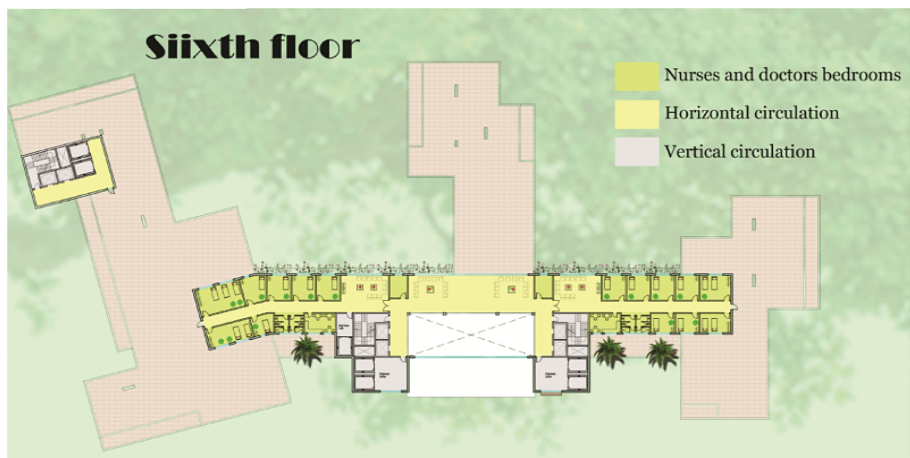 Siixth floor
Nurses and doctors bedrooms
Horizontal circulation
Vertical circulation